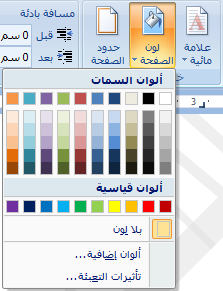 علامة مائية
لون الصفحة
حدود الصفحة
مسافة بادئة
قبل
0 سم
بعد
0 سم
3
ألوان السمات
ألوان قياسية
بلا لون
ألوان إضافية...
تأثيرات التعبئة...